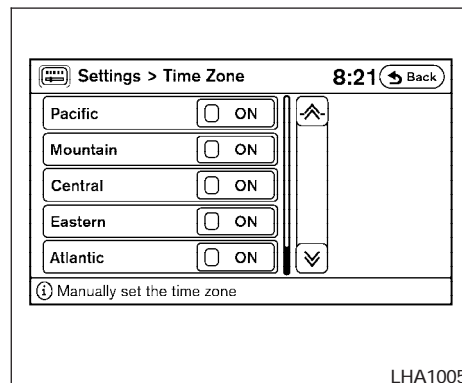 Settings > Time Zone 8:21 Back
Pacific ON
Mountain ON
Central ON
Eastern ON
Atlantic ON
i Manually set the time zone
LHA1005